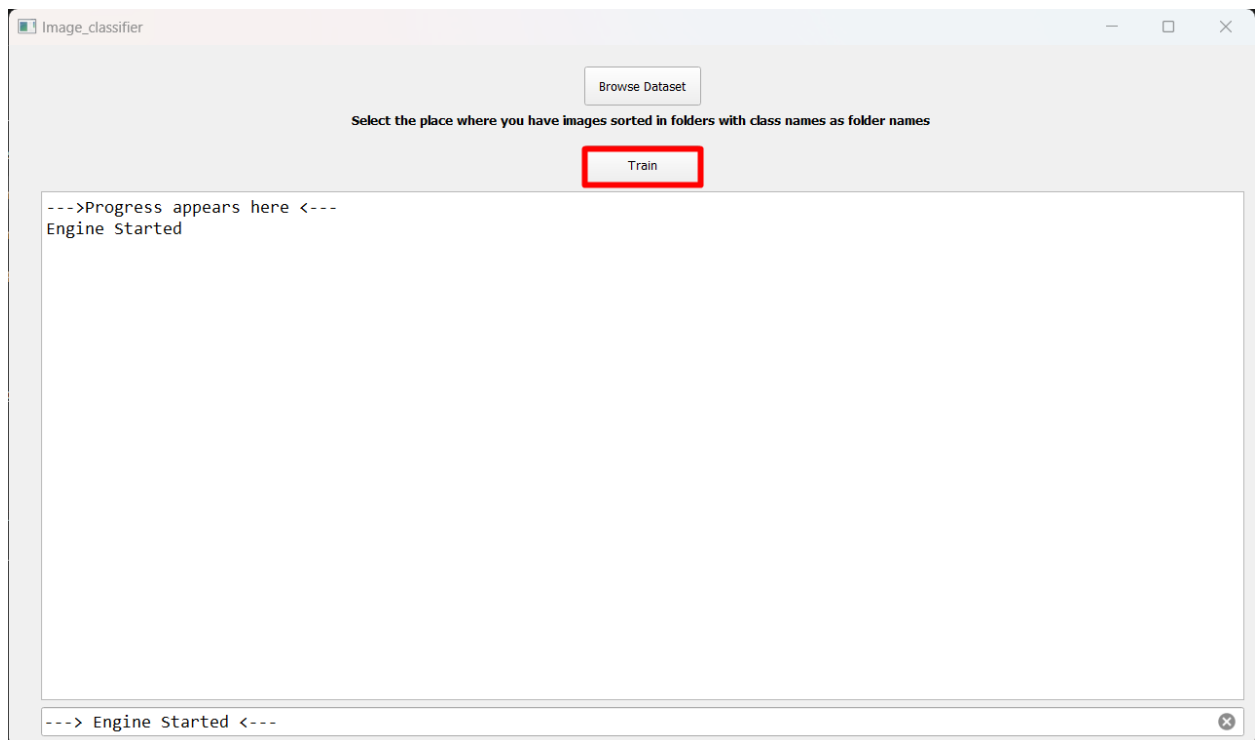 Image_classifier
Browse Dataset
Select the place where you have images sorted in folders with class names as folder names
Train
--->Progress appears here <---
Engine Started
---> Engine Started <---